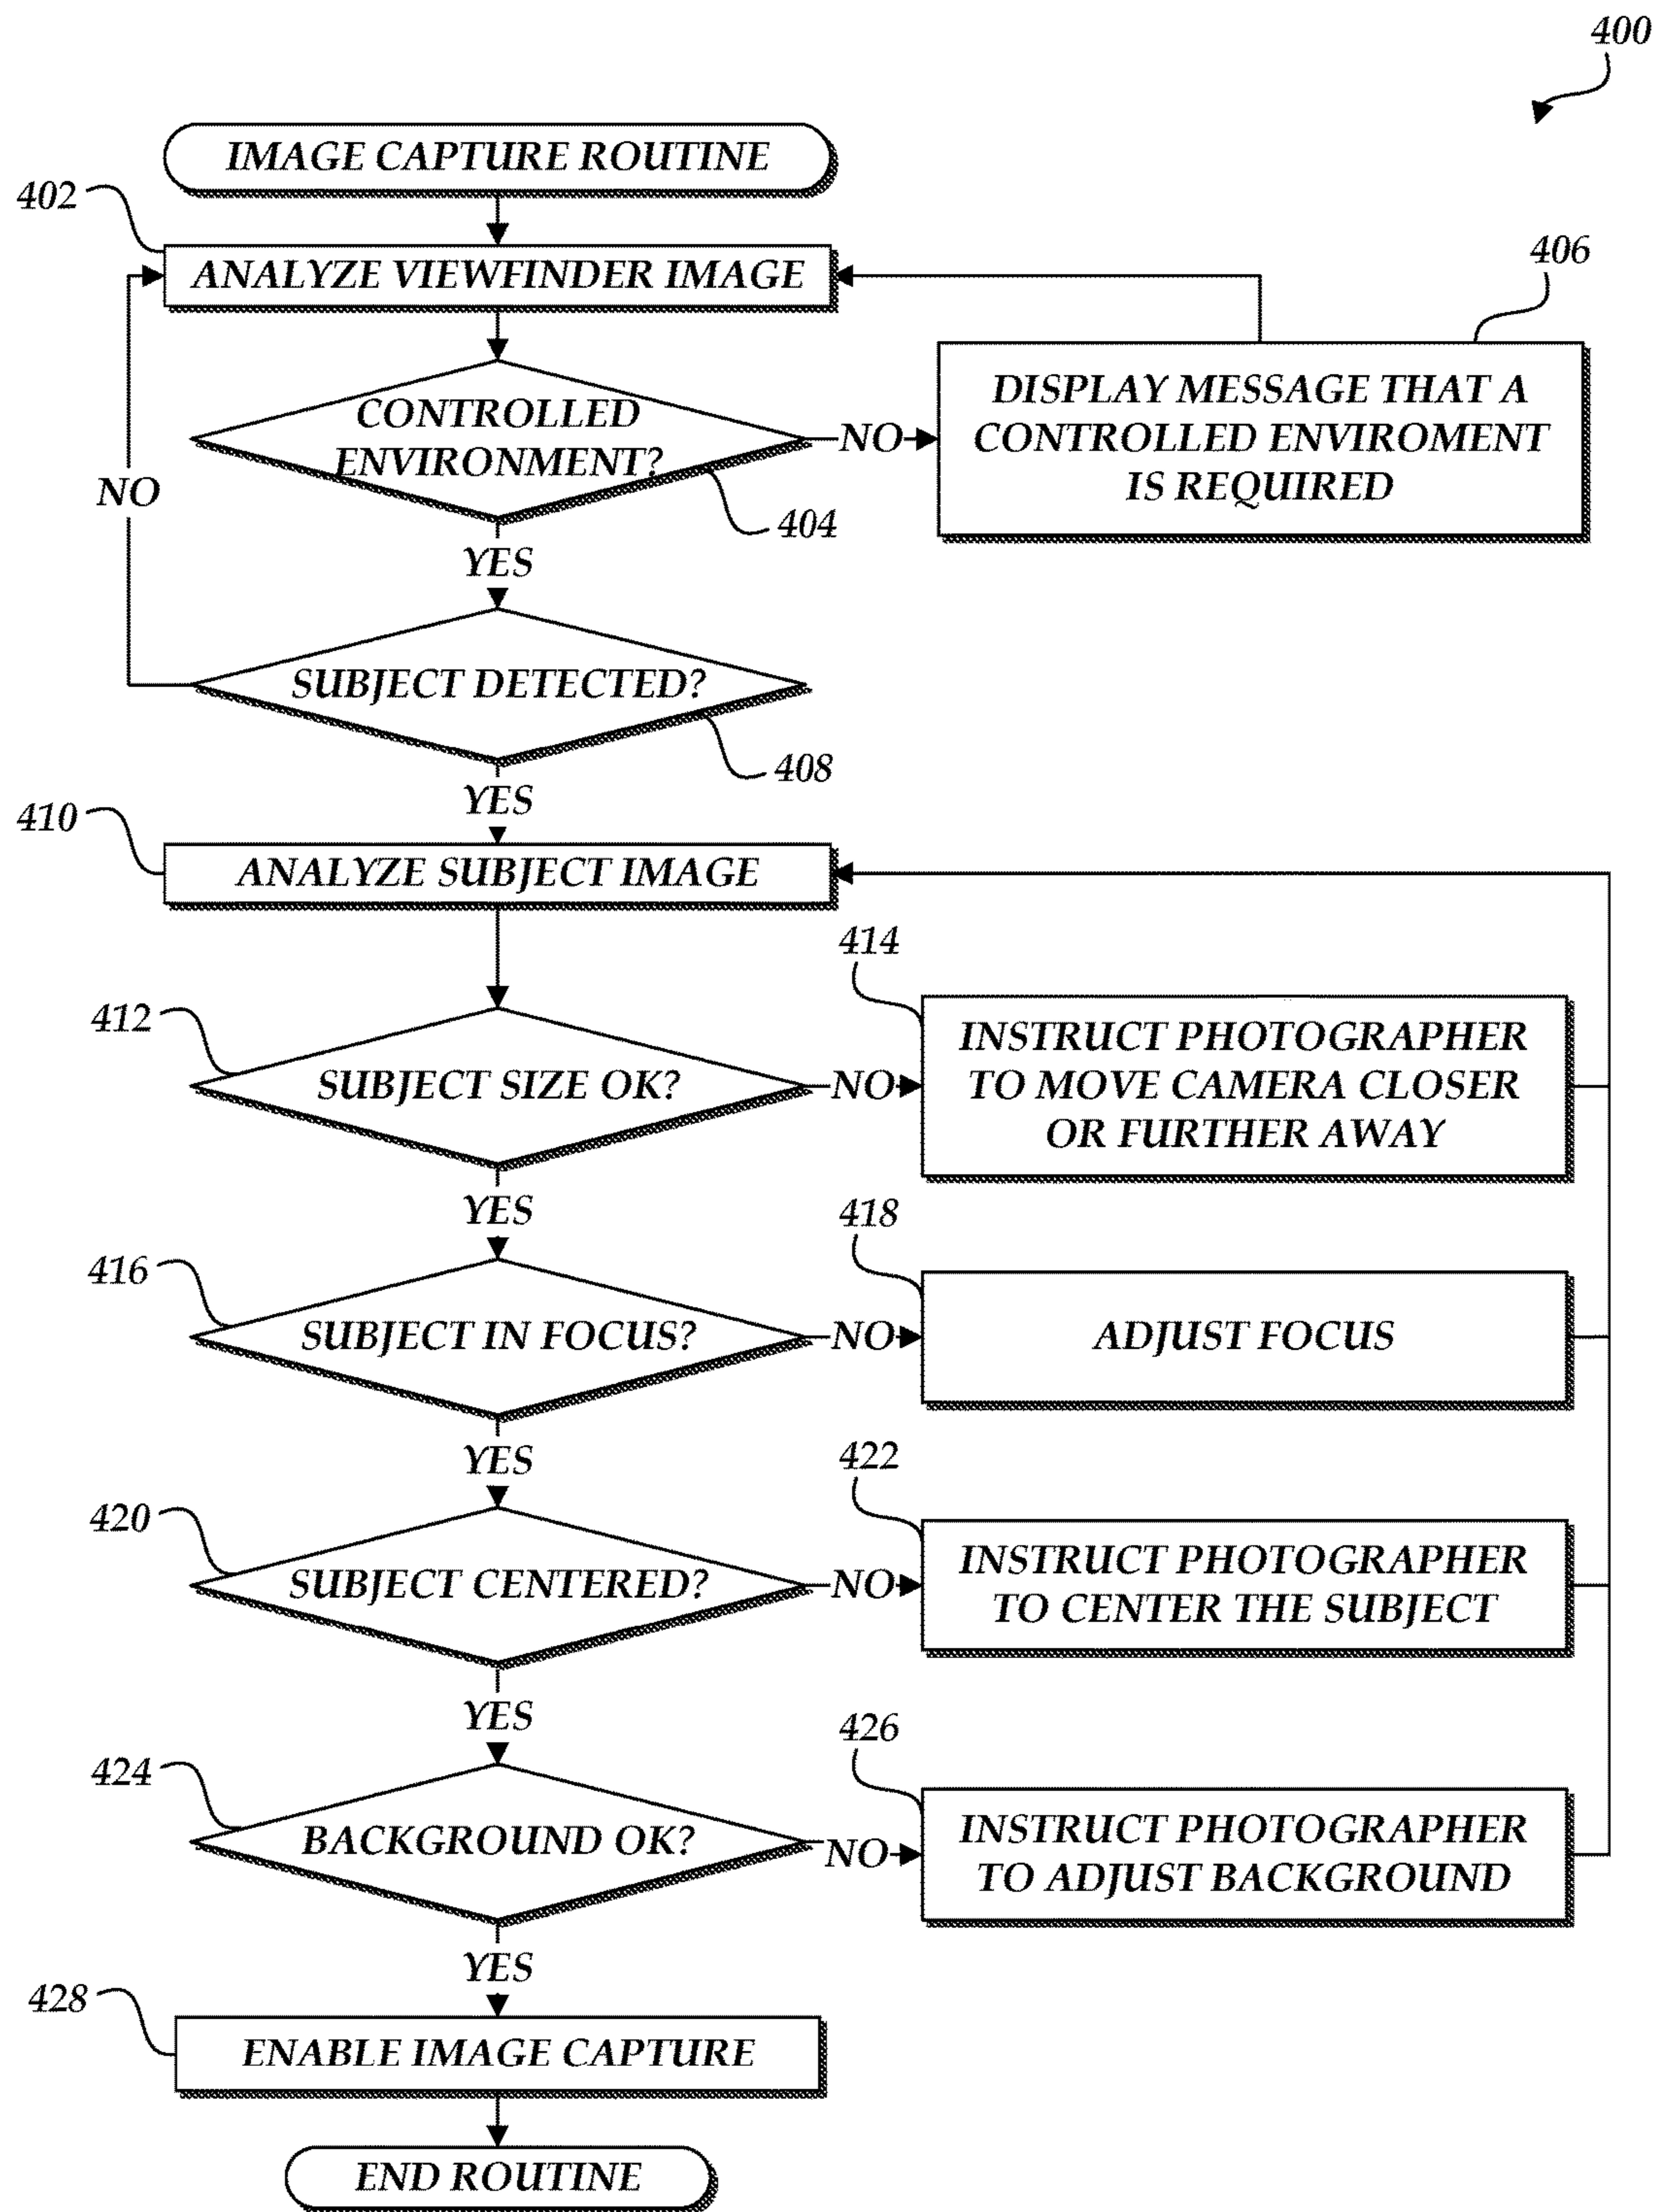 400
IMAGE CAPTURE ROUTINE
402
ANALYZE VIEWFINDER IMAGE
406
CONTROLLED
ENVIRONMENT?
NO
DISPLAY MESSAGE THAT A
CONTROLLED ENVIROMENT
IS REQUIRED
404
NO
YES
SUBJECT DETECTED?
408
YES
410
ANALYZE SUBJECT IMAGE
412
SUBJECT SIZE OK?
NO
414
INSTRUCT PHOTOGRAPHER
TO MOVE CAMERA CLOSER
OR FURTHER AWAY
YES
416
SUBJECT IN FOCUS?
NO
418
ADJUST FOCUS
YES
420
SUBJECT CENTERED?
NO
422
INSTRUCT PHOTOGRAPHER
TO CENTER THE SUBJECT
YES
424
BACKGROUND OK?
NO
426
INSTRUCT PHOTOGRAPHER
TO ADJUST BACKGROUND
YES
428
ENABLE IMAGE CAPTURE
END ROUTINE